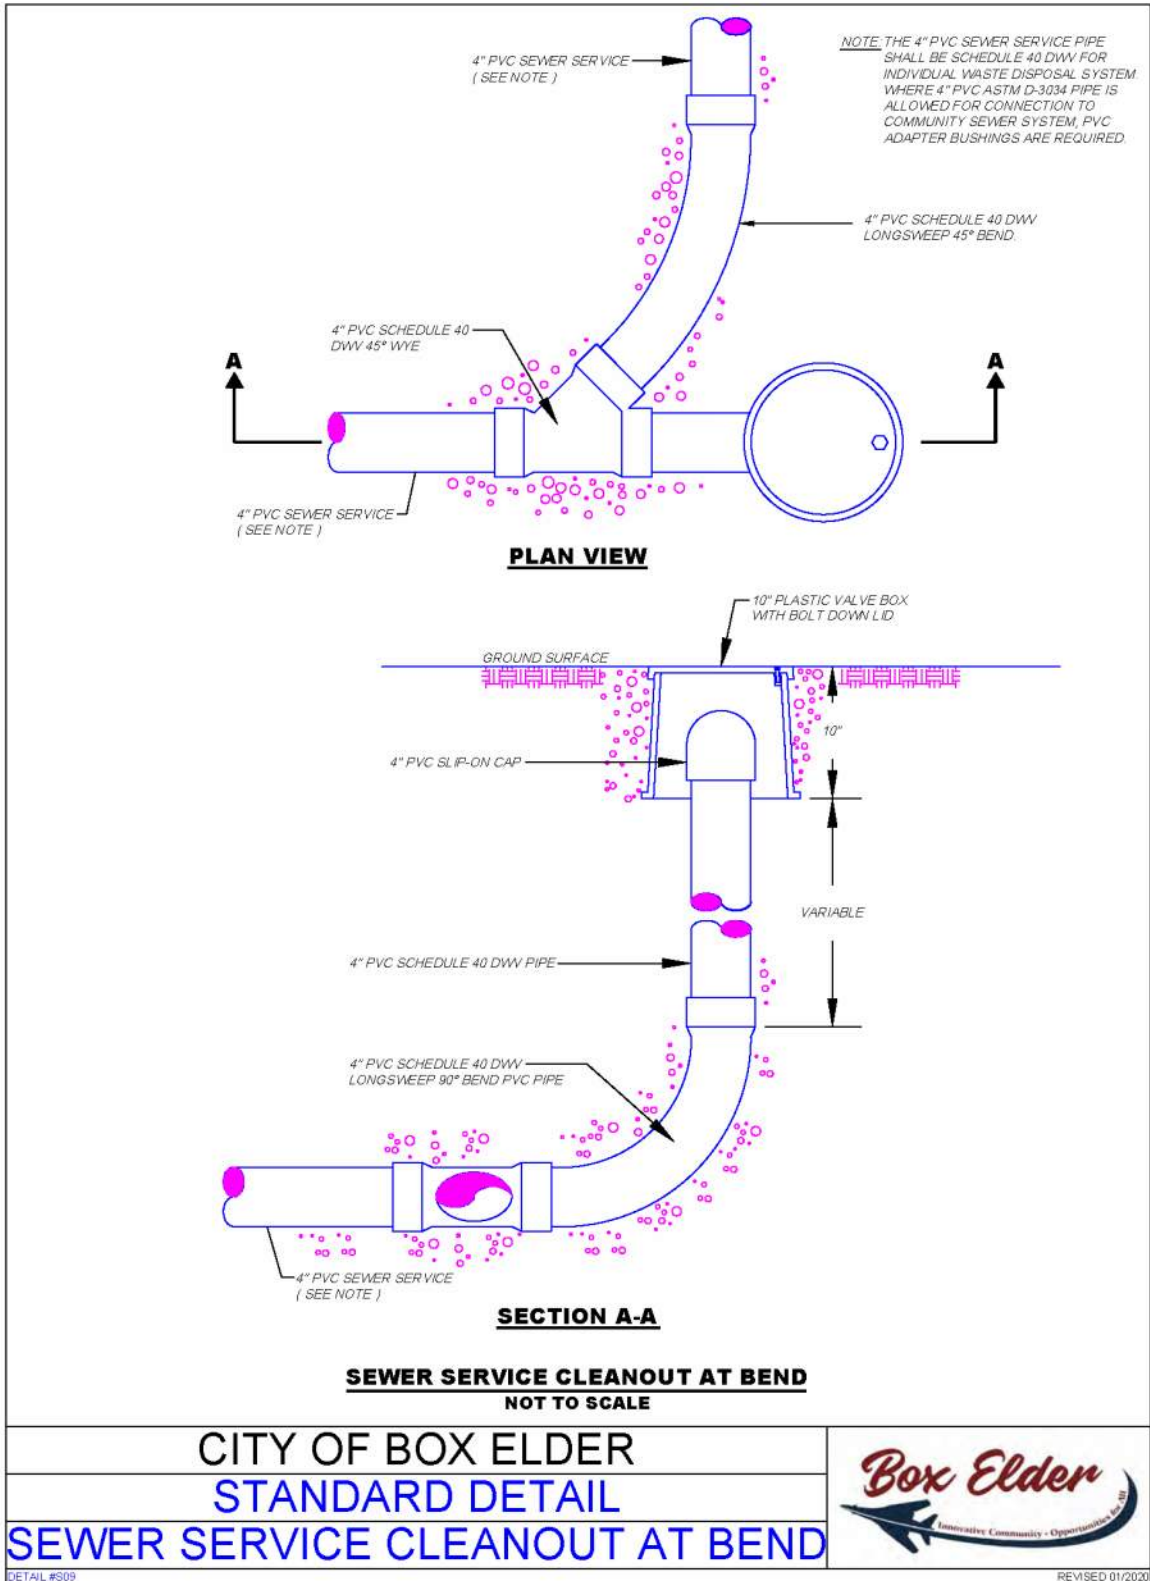 4" PVC SEWER SERVICE
( SEE NOTE )
NOTE: THE 4" PVC SEWER SERVICE PIPE
SHALL BE SCHEDULE 40 DWV FOR
INDIVIDUAL WASTE DISPOSAL SYSTEM.
WHERE 4" PVC ASTM D-3034 PIPE IS
ALLOWED FOR CONNECTION TO
COMMUNITY SEWER SYSTEM, PVC
ADAPTER BUSHINGS ARE REQUIRED.
4" PVC SCHEDULE 40 DWV
LONGSWEEP 45° BEND.
4" PVC SCHEDULE 40
DWV 45° WYE
A
A
4" PVC SEWER SERVICE
( SEE NOTE )
PLAN VIEW
10" PLASTIC VALVE BOX
WITH BOLT DOWN LID
GROUND SURFACE
10"
4" PVC SLIP-ON CAP
VARIABLE
4" PVC SCHEDULE 40 DWV PIPE
4" PVC SCHEDULE 40 DWV
LONGSWEEP 90° BEND PVC PIPE
4" PVC SEWER SERVICE
( SEE NOTE )
SECTION A-A
SEWER SERVICE CLEANOUT AT BEND
NOT TO SCALE
CITY OF BOX ELDER
STANDARD DETAIL
SEWER SERVICE CLEANOUT AT BEND
Box Elder
Innovative Community - Opportunities for All
DETAIL #S09
REVISED 01/2020